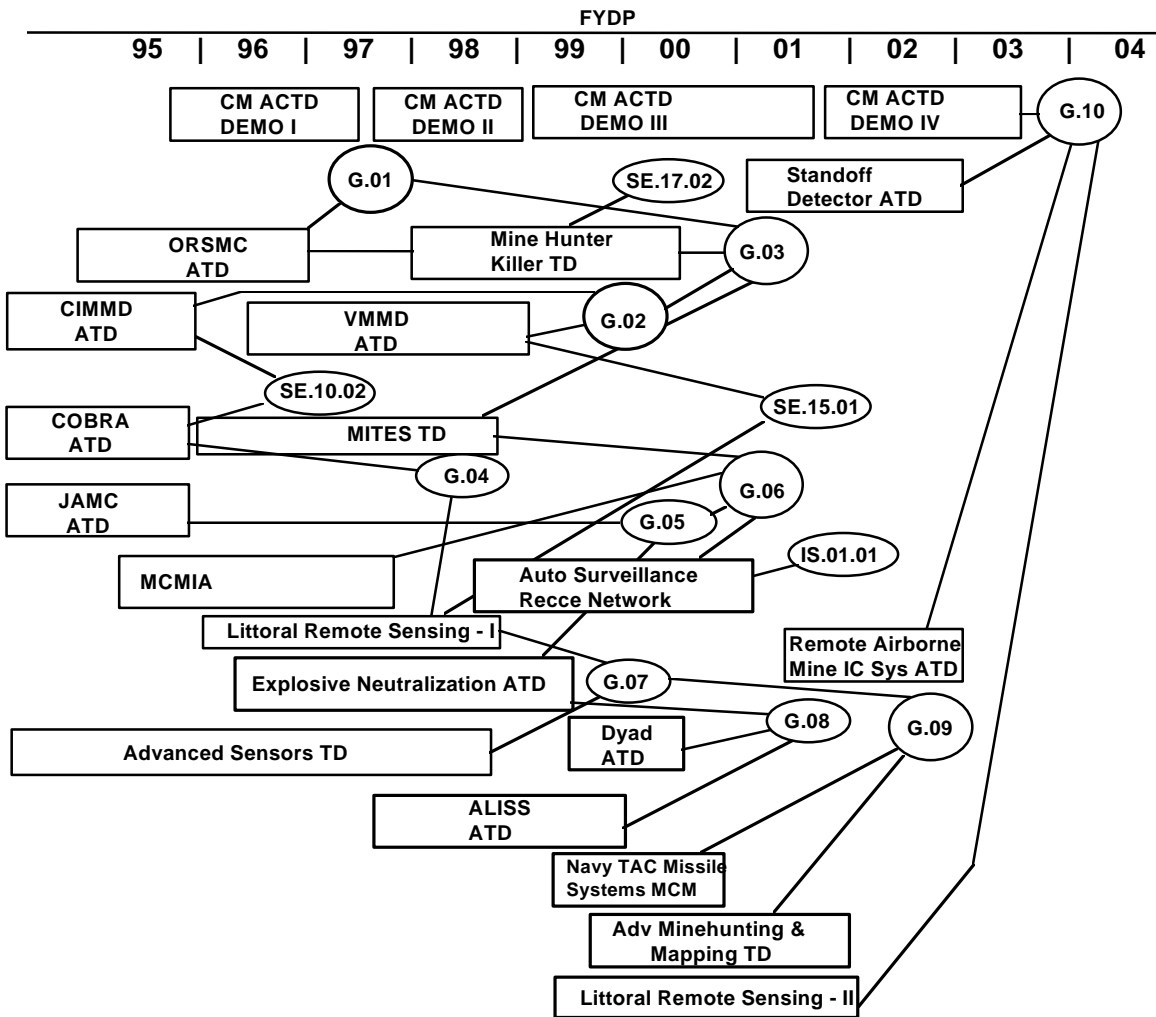 FYDP
95 | 96 | 97 | 98 | 99 | 00 | 01 | 02 | 03 | 04
CM ACTD
DEMO I
CM ACTD
DEMO II
CM ACTD
DEMO III
CM ACTD
DEMO IV
G.10
G.01
SE.17.02
Standoff
Detector ATD
ORSMC
ATD
Mine Hunter
Killer TD
G.03
CIMMD
ATD
VMMD
ATD
G.02
SE.10.02
SE.15.01
COBRA
ATD
MITES TD
G.04
G.06
JAMC
ATD
G.05
IS.01.01
MCMIA
Auto Surveillance
Recce Network
Littoral Remote Sensing - I
Remote Airborne
Mine IC Sys ATD
Explosive Neutralization ATD
G.07
G.08
G.09
Advanced Sensors TD
Dyad
ATD
ALISS
ATD
Navy TAC Missile
Systems MCM
Adv Minehunting &
Mapping TD
Littoral Remote Sensing - II